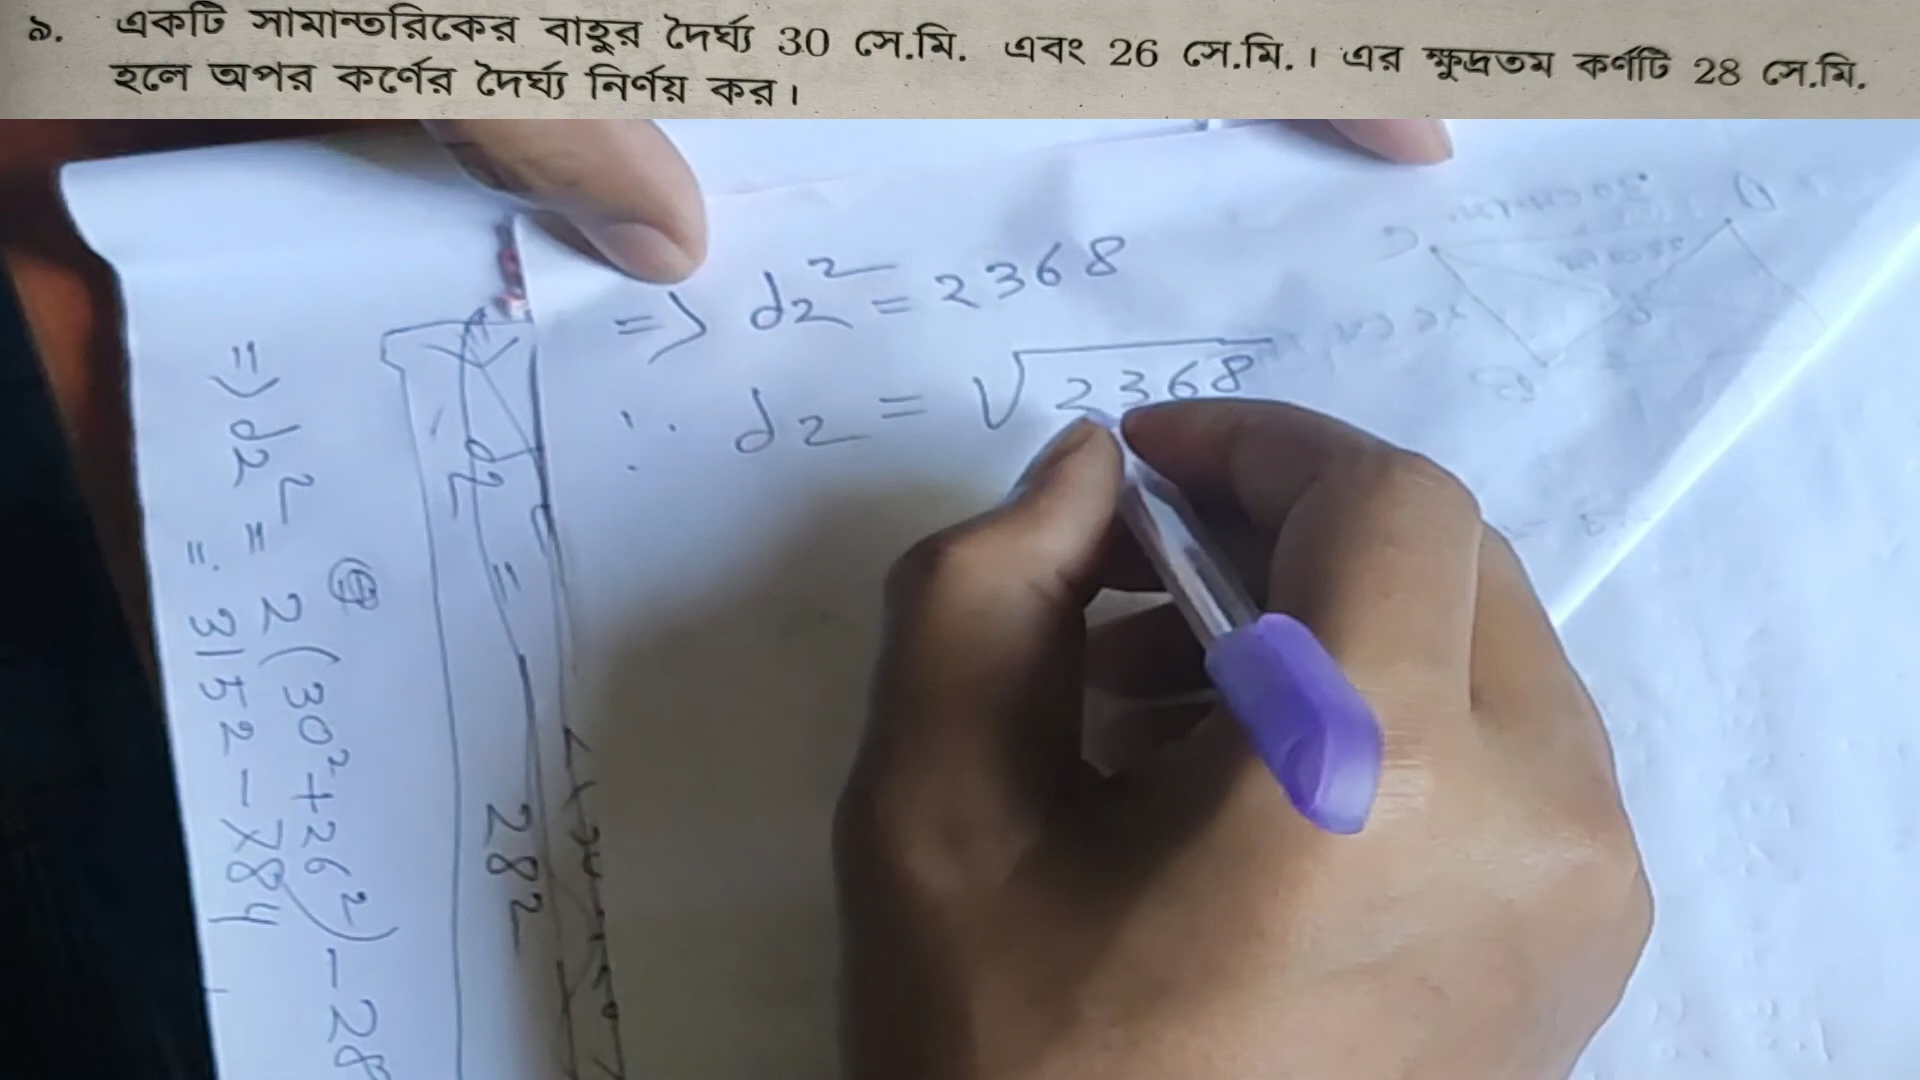 ৯. একটি সামান্তরিকের বাহুর দৈর্ঘ্য 30 সে.মি. এবং 26 সে.মি.। এর ক্ষুদ্রতম কর্ণটি 28 সে.মি.
হলে অপর কর্ণের দৈর্ঘ্য নির্ণয় কর।
=> d2² = 2368
∴ d2 = √2368
d2 = 282
=> d2² = 2(30²+26²) - 28
= 3152 - 784